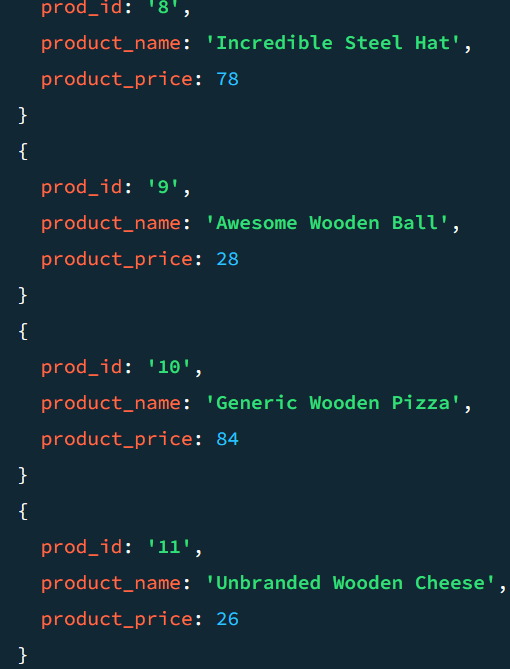 prod_id: '8',
product_name: 'Incredible Steel Hat',
product_price: 78
}
{
prod_id: '9',
product_name: 'Awesome Wooden Ball',
product_price: 28
}
{
prod_id: '10',
product_name: 'Generic Wooden Pizza',
product_price: 84
}
{
prod_id: '11',
product_name: 'Unbranded Wooden Cheese',
product_price: 26
}